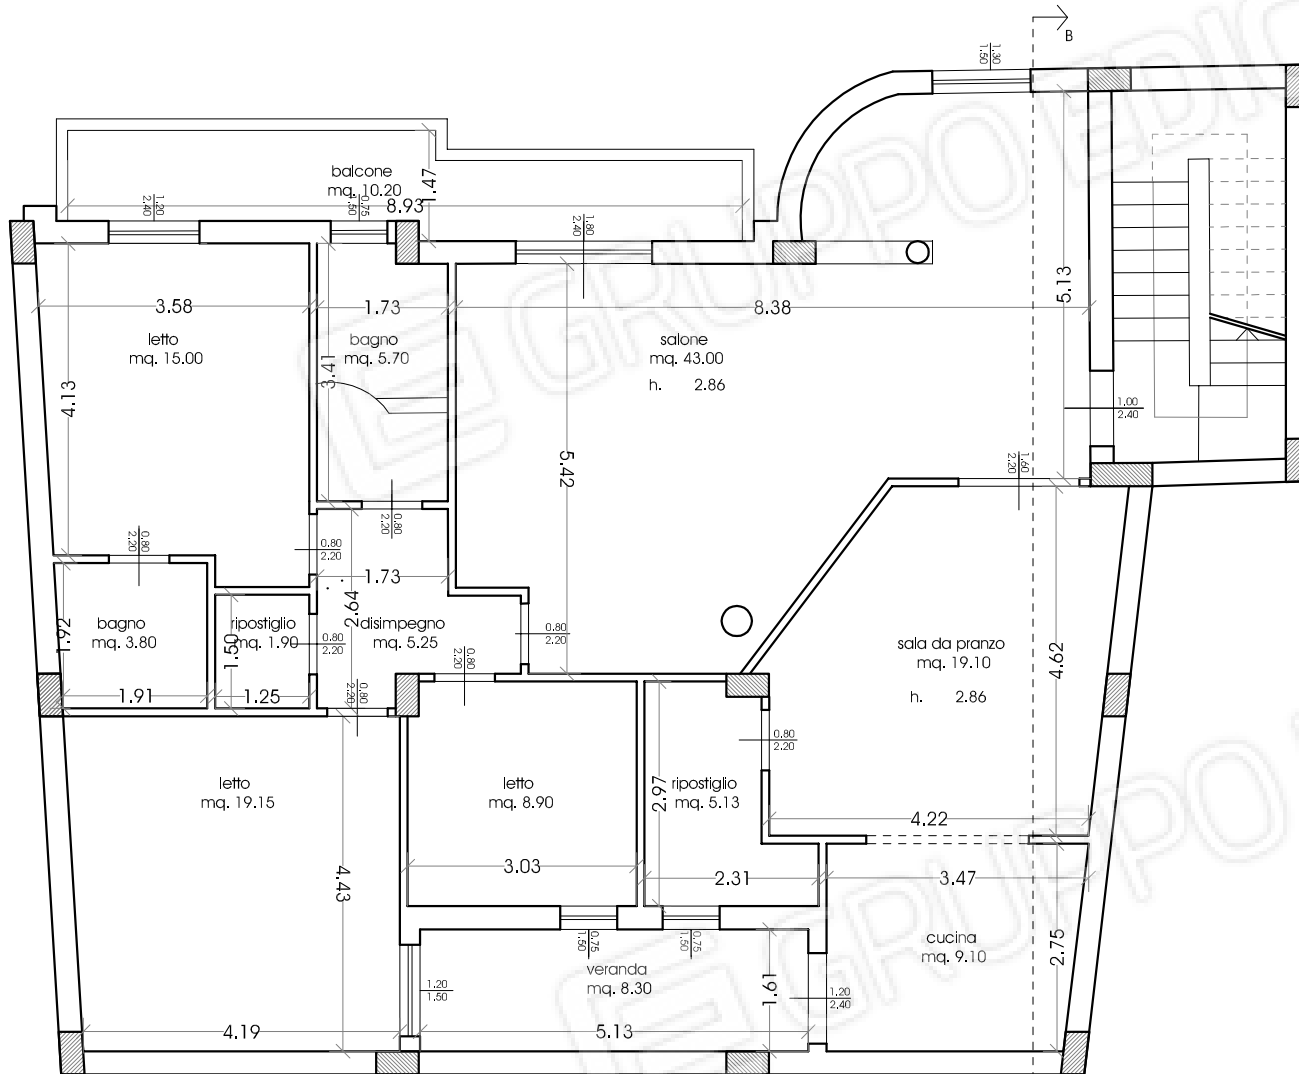 1.30
1.50
B
GRUPPO EDIC
balcone
mq. 10.20
1.47
8.93
1.20
2.40
0.75
1.50
1.80
2.40
3.58
1.73
8.38
5.13
letto
mq. 15.00
bagno
mq. 5.70
salone
mq. 43.00
h. 2.86
3.41
4.13
1.00
2.40
5.42
1.60
2.20
0.80
2.20
0.80
2.20
0.80
2.20
1.73
2.64
1.92
bagno
mq. 3.80
ripostiglio
mq. 1.90
1.50
disimpegno
mq. 5.25
0.80
2.20
0.80
2.20
0.80
2.20
sala da pranzo
mq. 19.10
4.62
h. 2.86
1.91
1.25
0.80
2.20
0.80
2.20
letto
mq. 19.15
letto
mq. 8.90
ripostiglio
mq. 5.13
2.97
4.22
GRUPPO
3.03
2.31
3.47
4.43
0.75
1.50
0.75
1.50
cucina
mq. 9.10
2.75
veranda
mq. 8.30
1.61
1.20
1.50
1.20
2.40
4.19
5.13